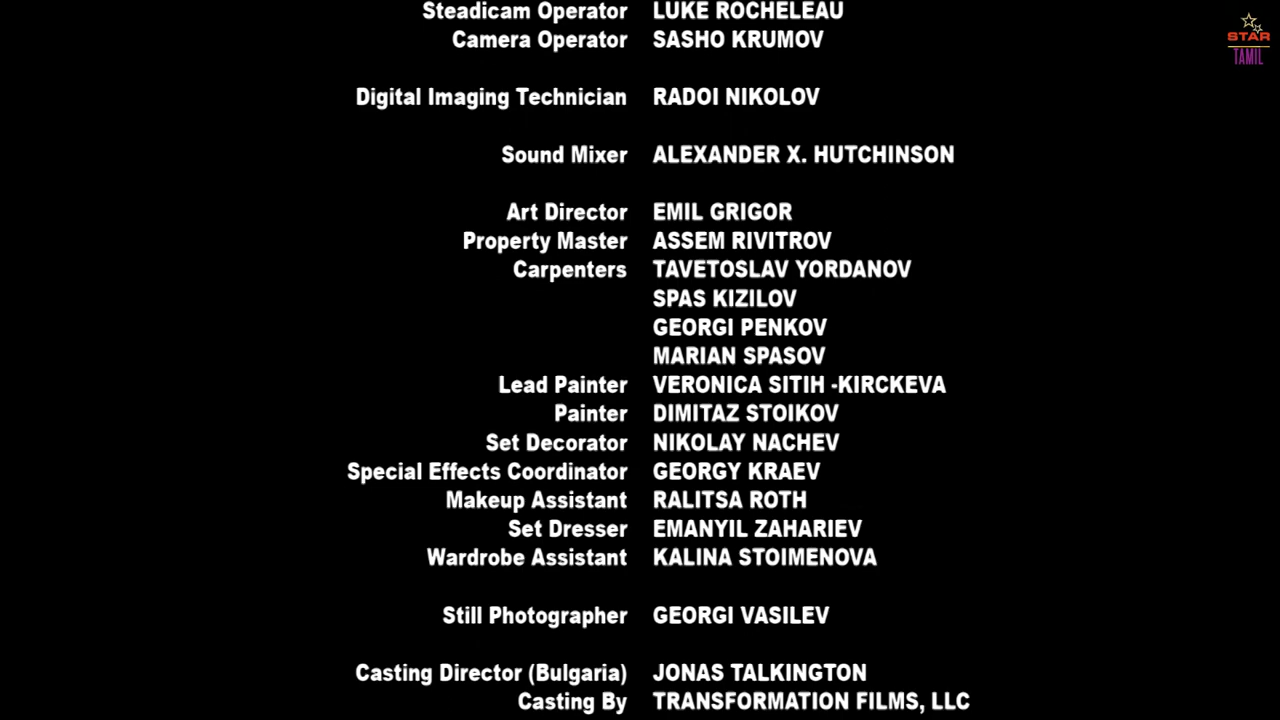 Steadicam Operator LUKE ROCHELEAU
Camera Operator SASHO KRUMOV
Digital Imaging Technician RADOI NIKOLOV
Sound Mixer ALEXANDER X. HUTCHINSON
Art Director EMIL GRIGOR
Property Master ASSEM RIVITROV
Carpenters TAVETOSLAV YORDANOV
SPAS KIZILOV
GEORGI PENKOV
MARIAN SPASOV
Lead Painter VERONICA SITIH -KIRCKEVA
Painter DIMITAZ STOIKOV
Set Decorator NIKOLAY NACHEV
Special Effects Coordinator GEORGY KRAEV
Makeup Assistant RALITSA ROTH
Set Dresser EMANYIL ZAHARIEV
Wardrobe Assistant KALINA STOIMENOVA
Still Photographer GEORGI VASILEV
Casting Director (Bulgaria) JONAS TALKINGTON
Casting By TRANSFORMATION FILMS, LLC
STAR
TAMIL